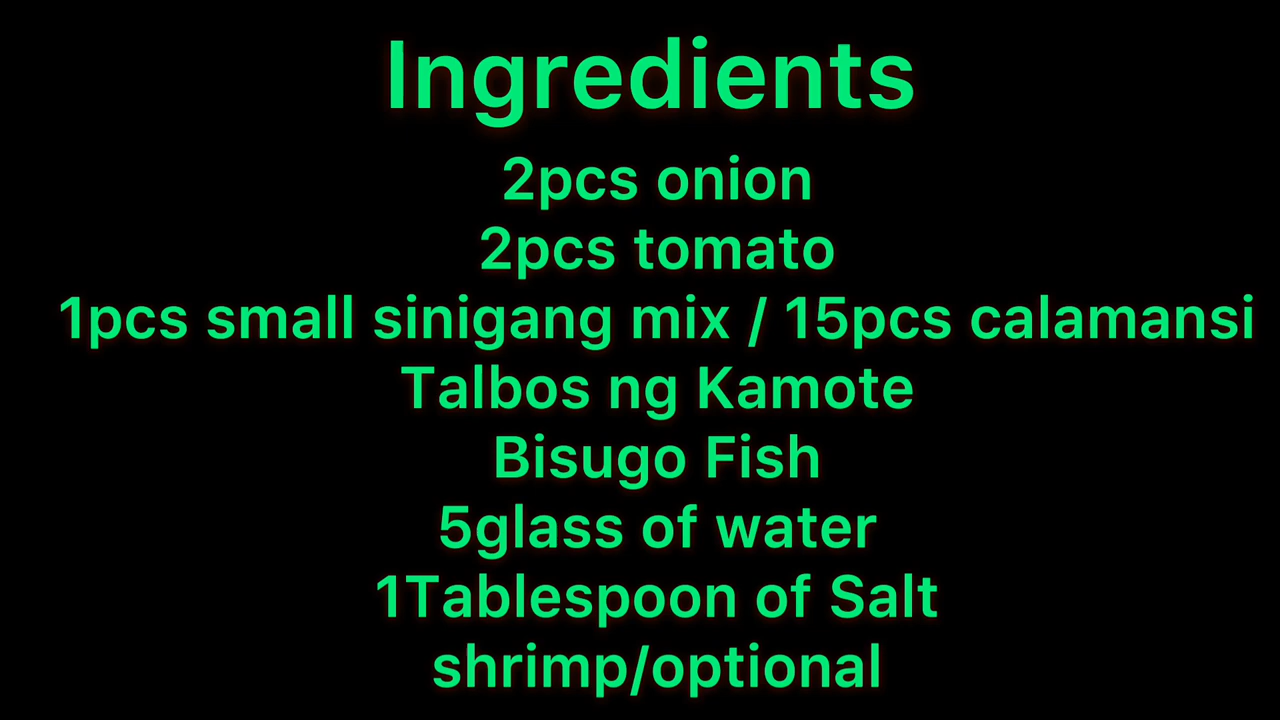 Ingredients
2pcs onion
2pcs tomato
1pcs small sinigang mix / 15pcs calamansi
Talbos ng Kamote
Bisugo Fish
5glass of water
1Tablespoon of Salt
shrimp/optional